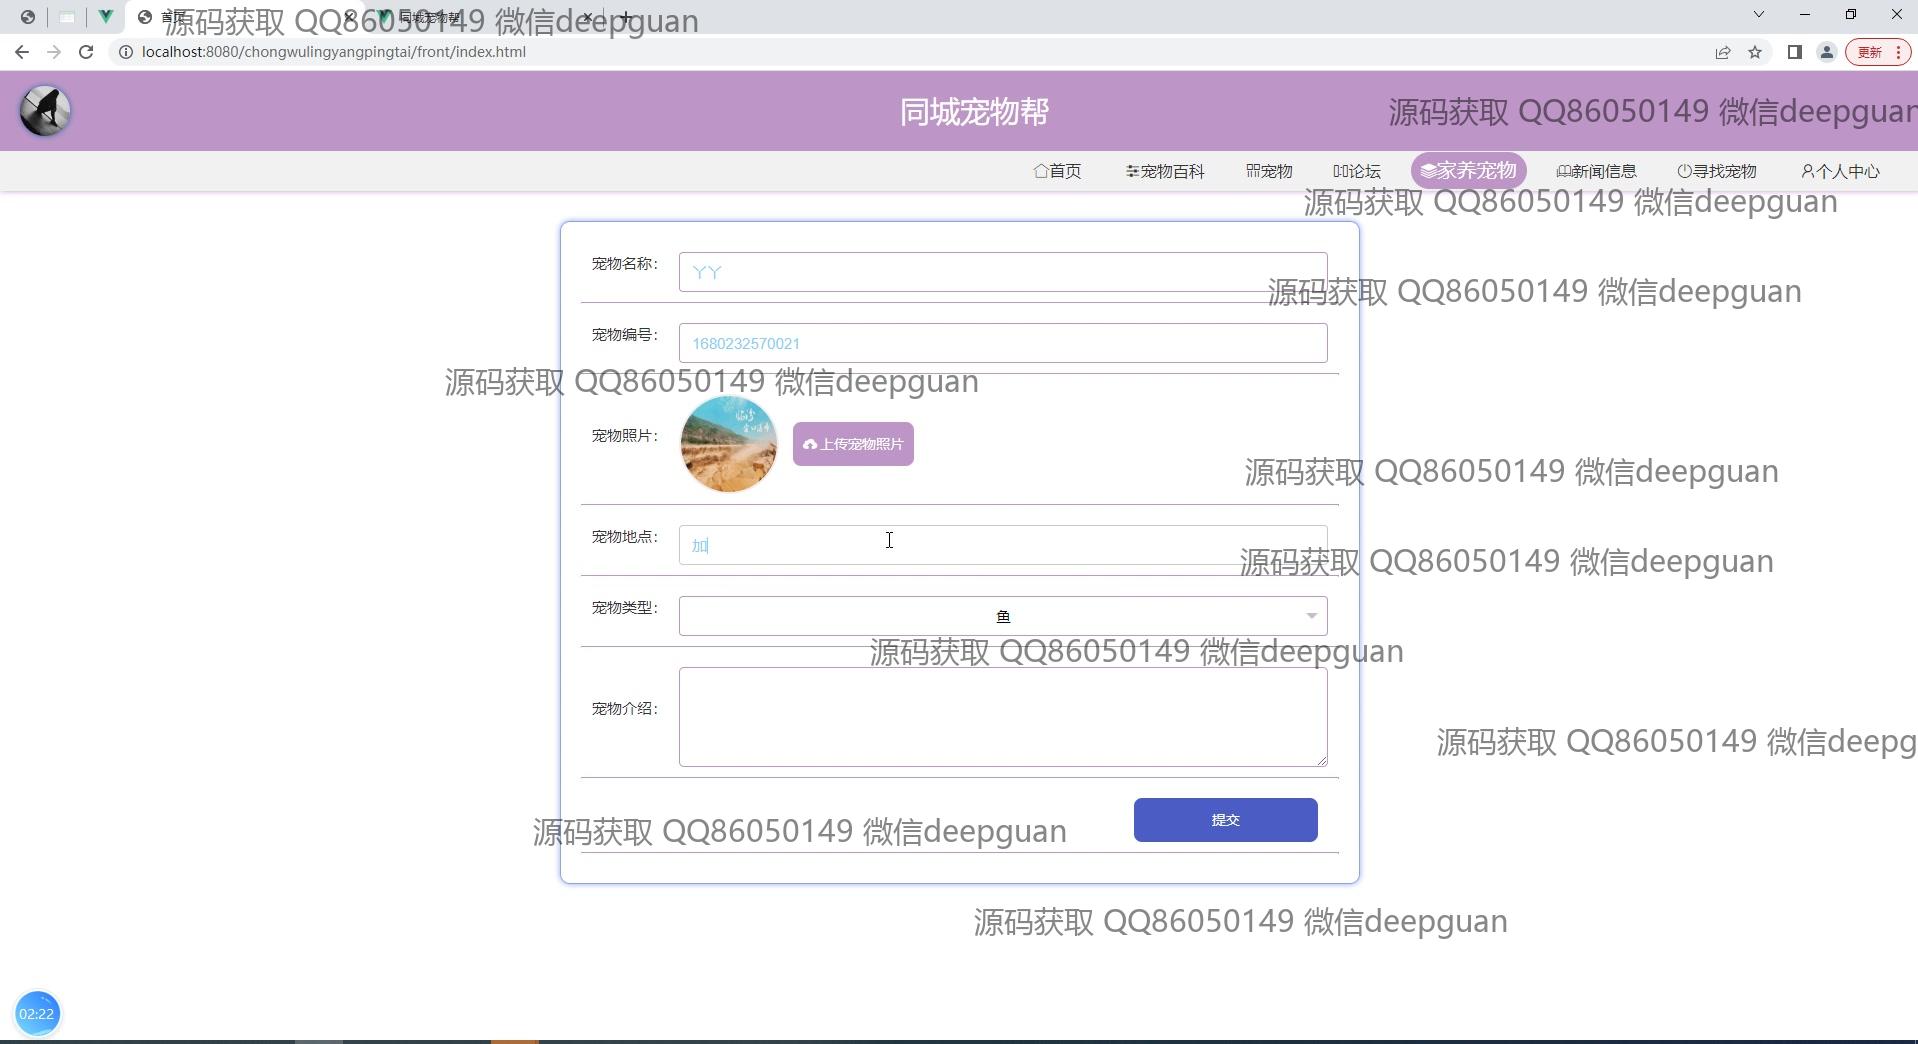 首页
同城宠物帮
源码获取 QQ86050149 微信deepguan
localhost:8080/chongwulingyangpingtai/front/index.html
更新
同城宠物帮
源码获取 QQ86050149 微信deepguan
首页
宠物百科
宠物
论坛
家养宠物
新闻信息
寻找宠物
个人中心
源码获取 QQ86050149 微信deepguan
宠物名称：
丫丫
源码获取 QQ86050149 微信deepguan
宠物编号：
1680232570021
源码获取 QQ86050149 微信deepguan
宠物照片：
临汾
上传宠物照片
源码获取 QQ86050149 微信deepguan
宠物地点：
加
源码获取 QQ86050149 微信deepguan
宠物类型：
鱼
源码获取 QQ86050149 微信deepguan
宠物介绍：
源码获取 QQ86050149 微信deepg
提交
源码获取 QQ86050149 微信deepguan
源码获取 QQ86050149 微信deepguan
02:22